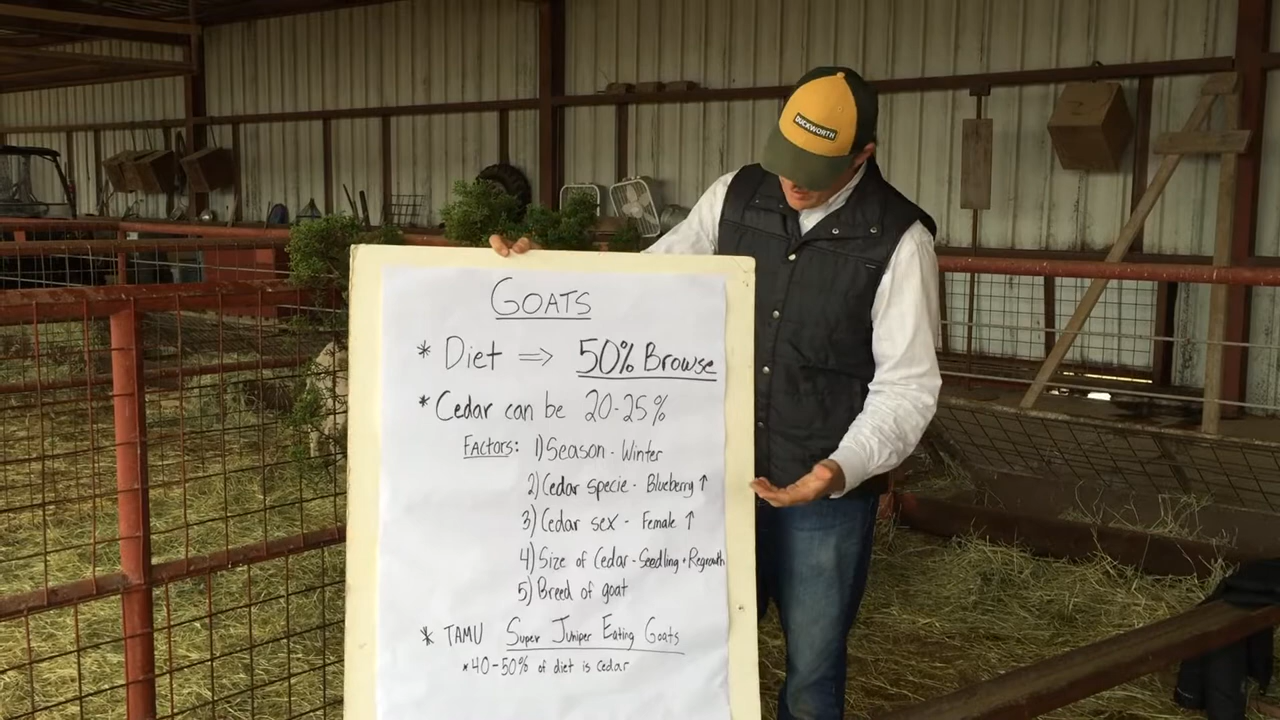 DUCKWORTH
GOATS
* Diet ⇒ 50% Browse
* Cedar can be 20-25%
FACTORS: 1) Season - Winter
2) Cedar specie - Blueberry ↑
3) Cedar sex - Female ↑
4) Size of Cedar - Seedling + Regrowth
5) Breed of goat
* TAMU Super Juniper Eating Goats
* 40-50% of diet is cedar